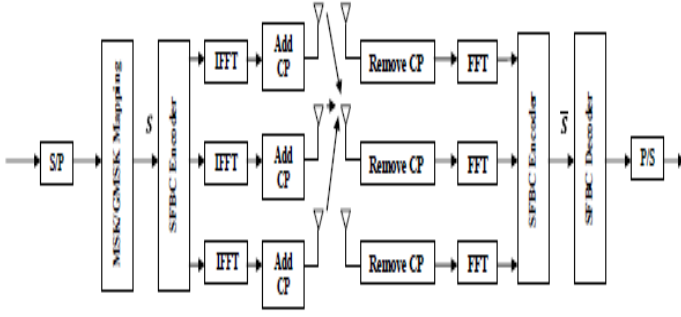 S/P
MSK/GMSK Mapping
S
SFBC Encoder
IFFT
Add
CP
Remove CP
FFT
IFFT
Add
CP
Remove CP
FFT
IFFT
Add
CP
Remove CP
FFT
SFBC Encoder
S̄
SFBC Decoder
P/S